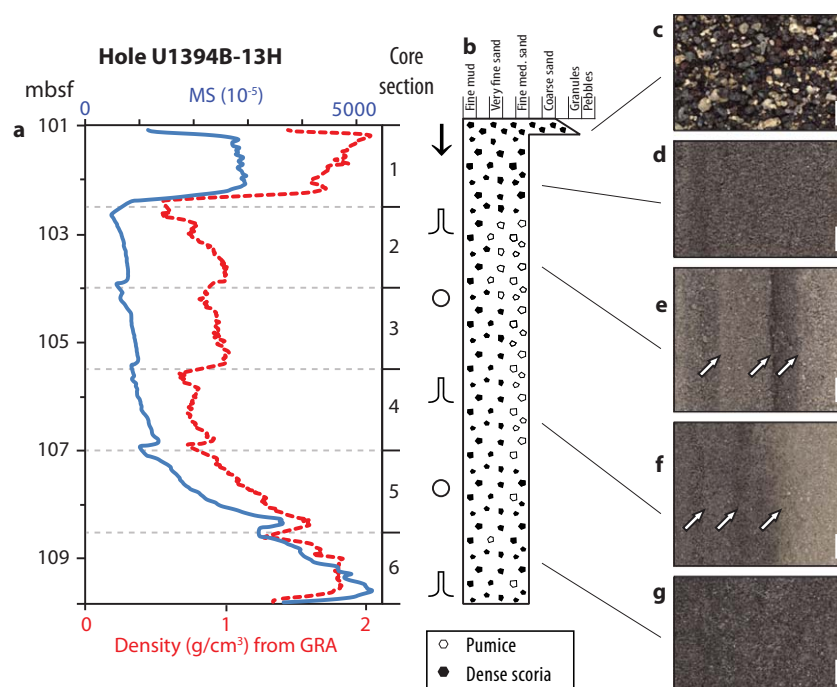 Hole U1394B-13H
Core
section
mbsf
0
MS (10-5)
5000
a
101
103
105
107
109
1
2
3
4
5
6
0
1
2
Density (g/cm³) from GRA
b
Fine mud
Very fine sand
Fine med. sand
Coarse sand
Granules
Pebbles
Pumice
Dense scoria
c
d
e
f
g